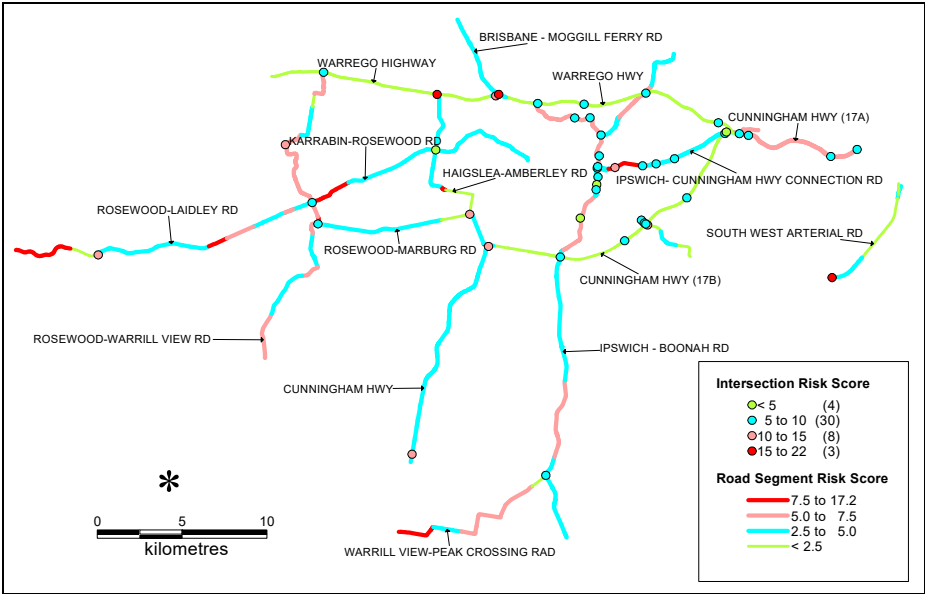 BRISBANE - MOGGILL FERRY RD
WARREGO HIGHWAY
WARREGO HWY
CUNNINGHAM HWY (17A)
KARRABIN-ROSEWOOD RD
HAIGSLEA-AMBERLEY RD
IPSWICH- CUNNINGHAM HWY CONNECTION RD
ROSEWOOD-LAIDLEY RD
SOUTH WEST ARTERIAL RD
ROSEWOOD-MARBURG RD
CUNNINGHAM HWY (17B)
ROSEWOOD-WARRILL VIEW RD
IPSWICH - BOONAH RD
CUNNINGHAM HWY
Intersection Risk Score
< 5 (4)
5 to 10 (30)
10 to 15 (8)
15 to 22 (3)
Road Segment Risk Score
7.5 to 17.2
5.0 to 7.5
2.5 to 5.0
< 2.5
*
0 5 10
kilometres
WARRILL VIEW-PEAK CROSSING RAD